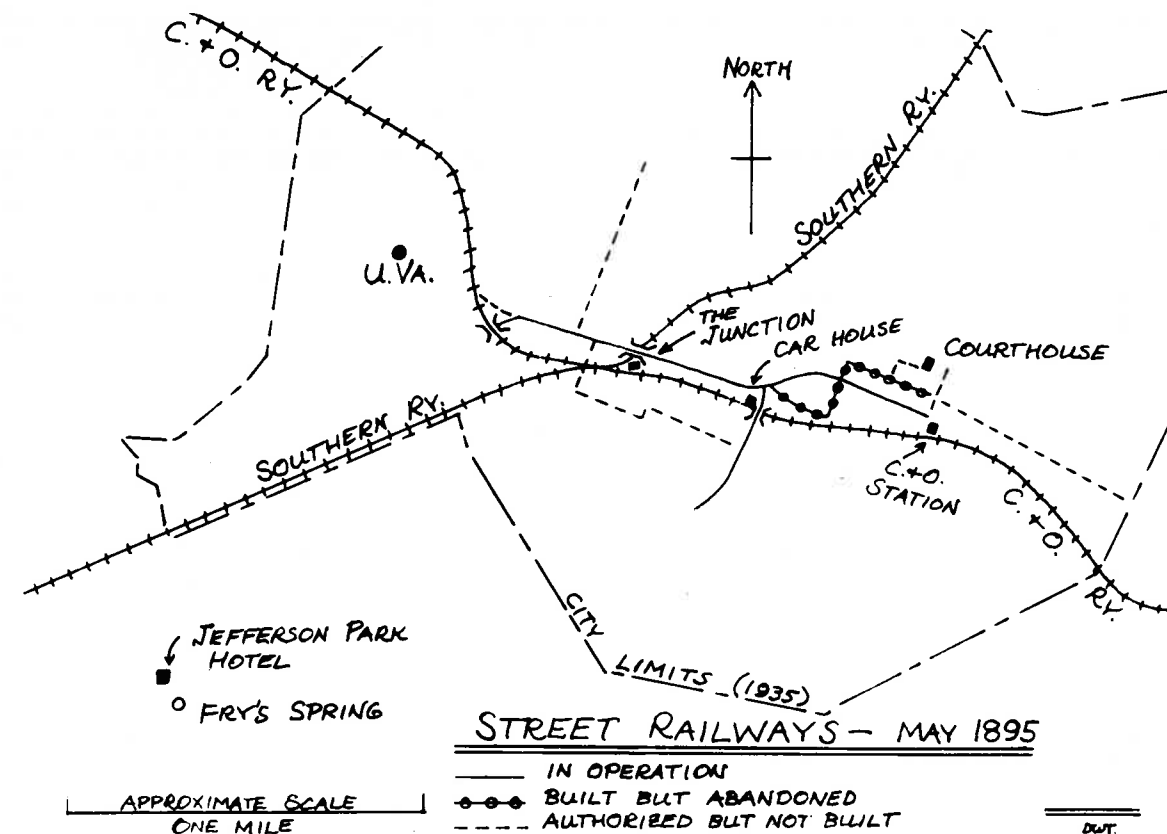 C. + O. RY.
NORTH
SOUTHERN RY.
U. VA.
THE
JUNCTION
CAR HOUSE
COURTHOUSE
SOUTHERN RY.
C.+O.
STATION
C. + O. RY.
CITY LIMITS (1935)
JEFFERSON PARK
HOTEL
FRY'S SPRING
STREET RAILWAYS — MAY 1895
IN OPERATION
BUILT BUT ABANDONED
AUTHORIZED BUT NOT BUILT
APPROXIMATE SCALE
ONE MILE
DWT.